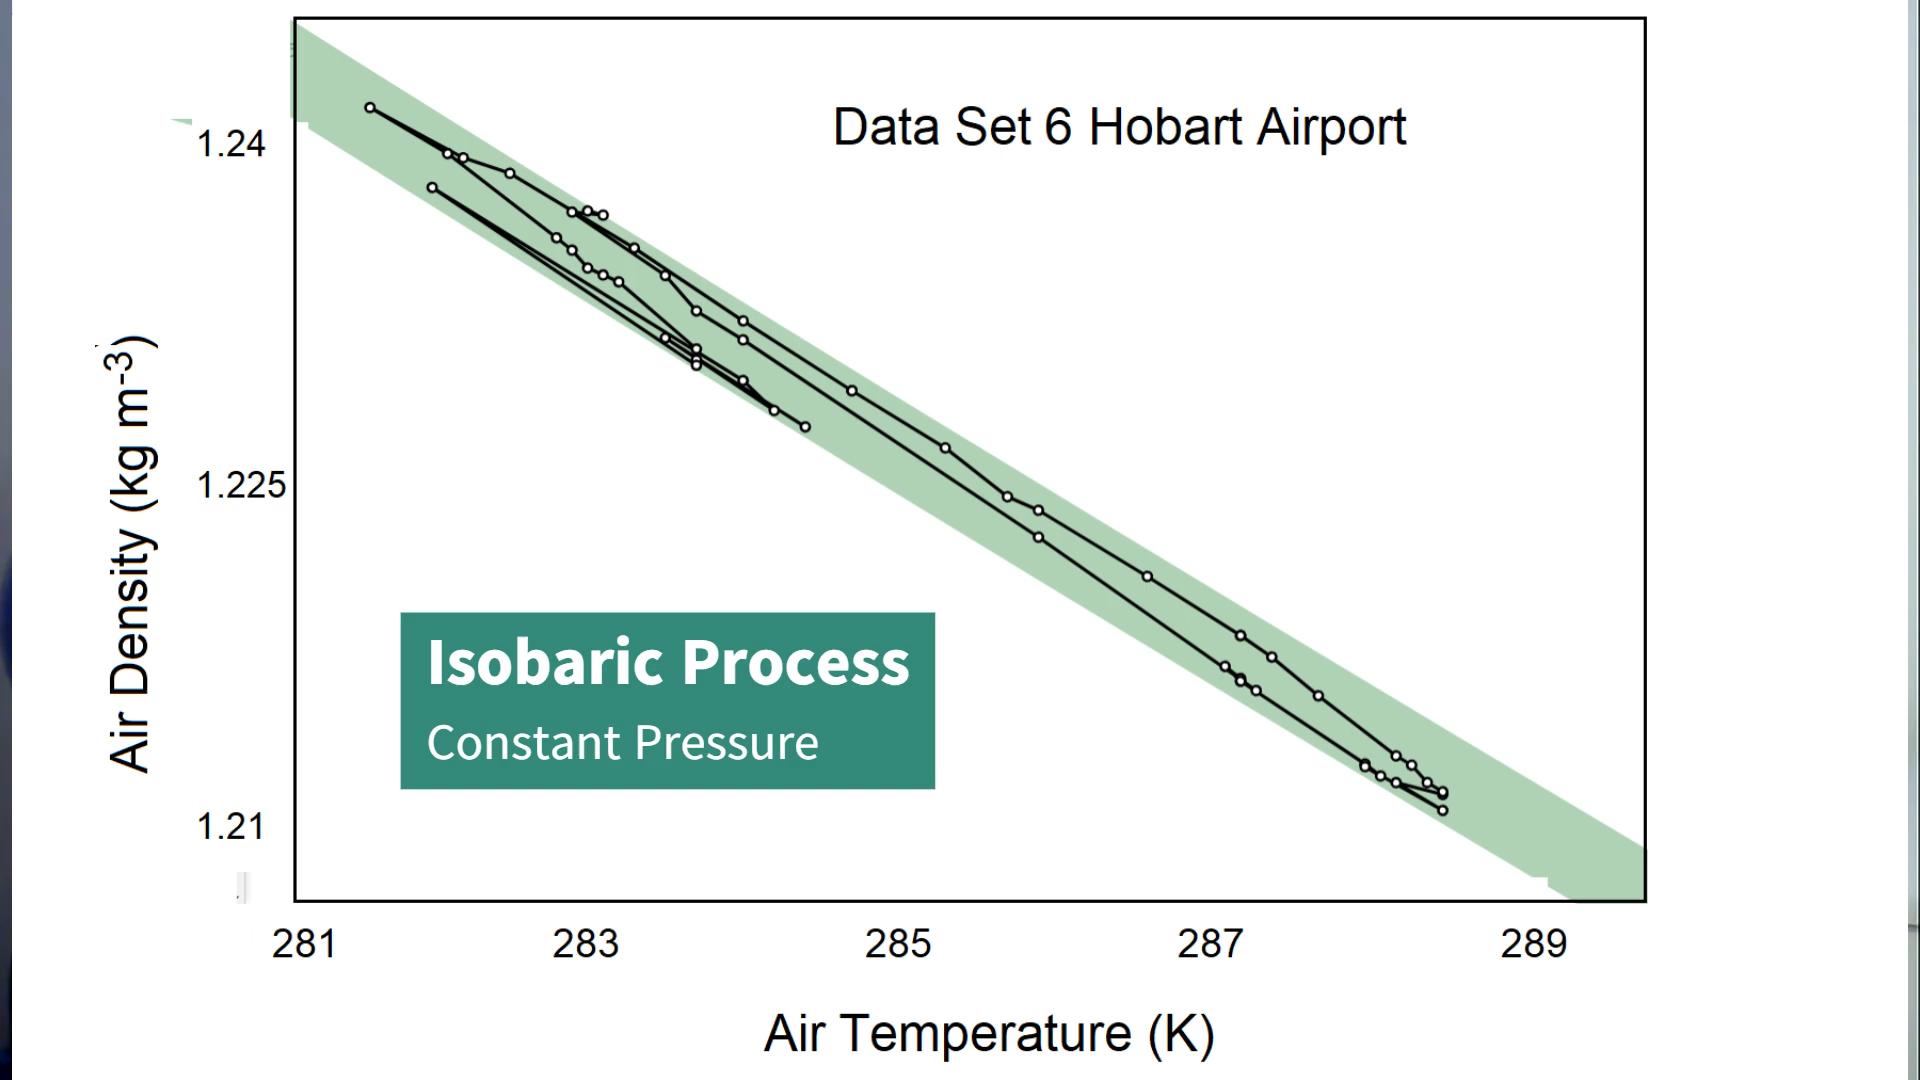 Data Set 6 Hobart Airport
1.24
1.225
1.21
Air Density (kg m-3)
Isobaric Process
Constant Pressure
281 283 285 287 289
Air Temperature (K)